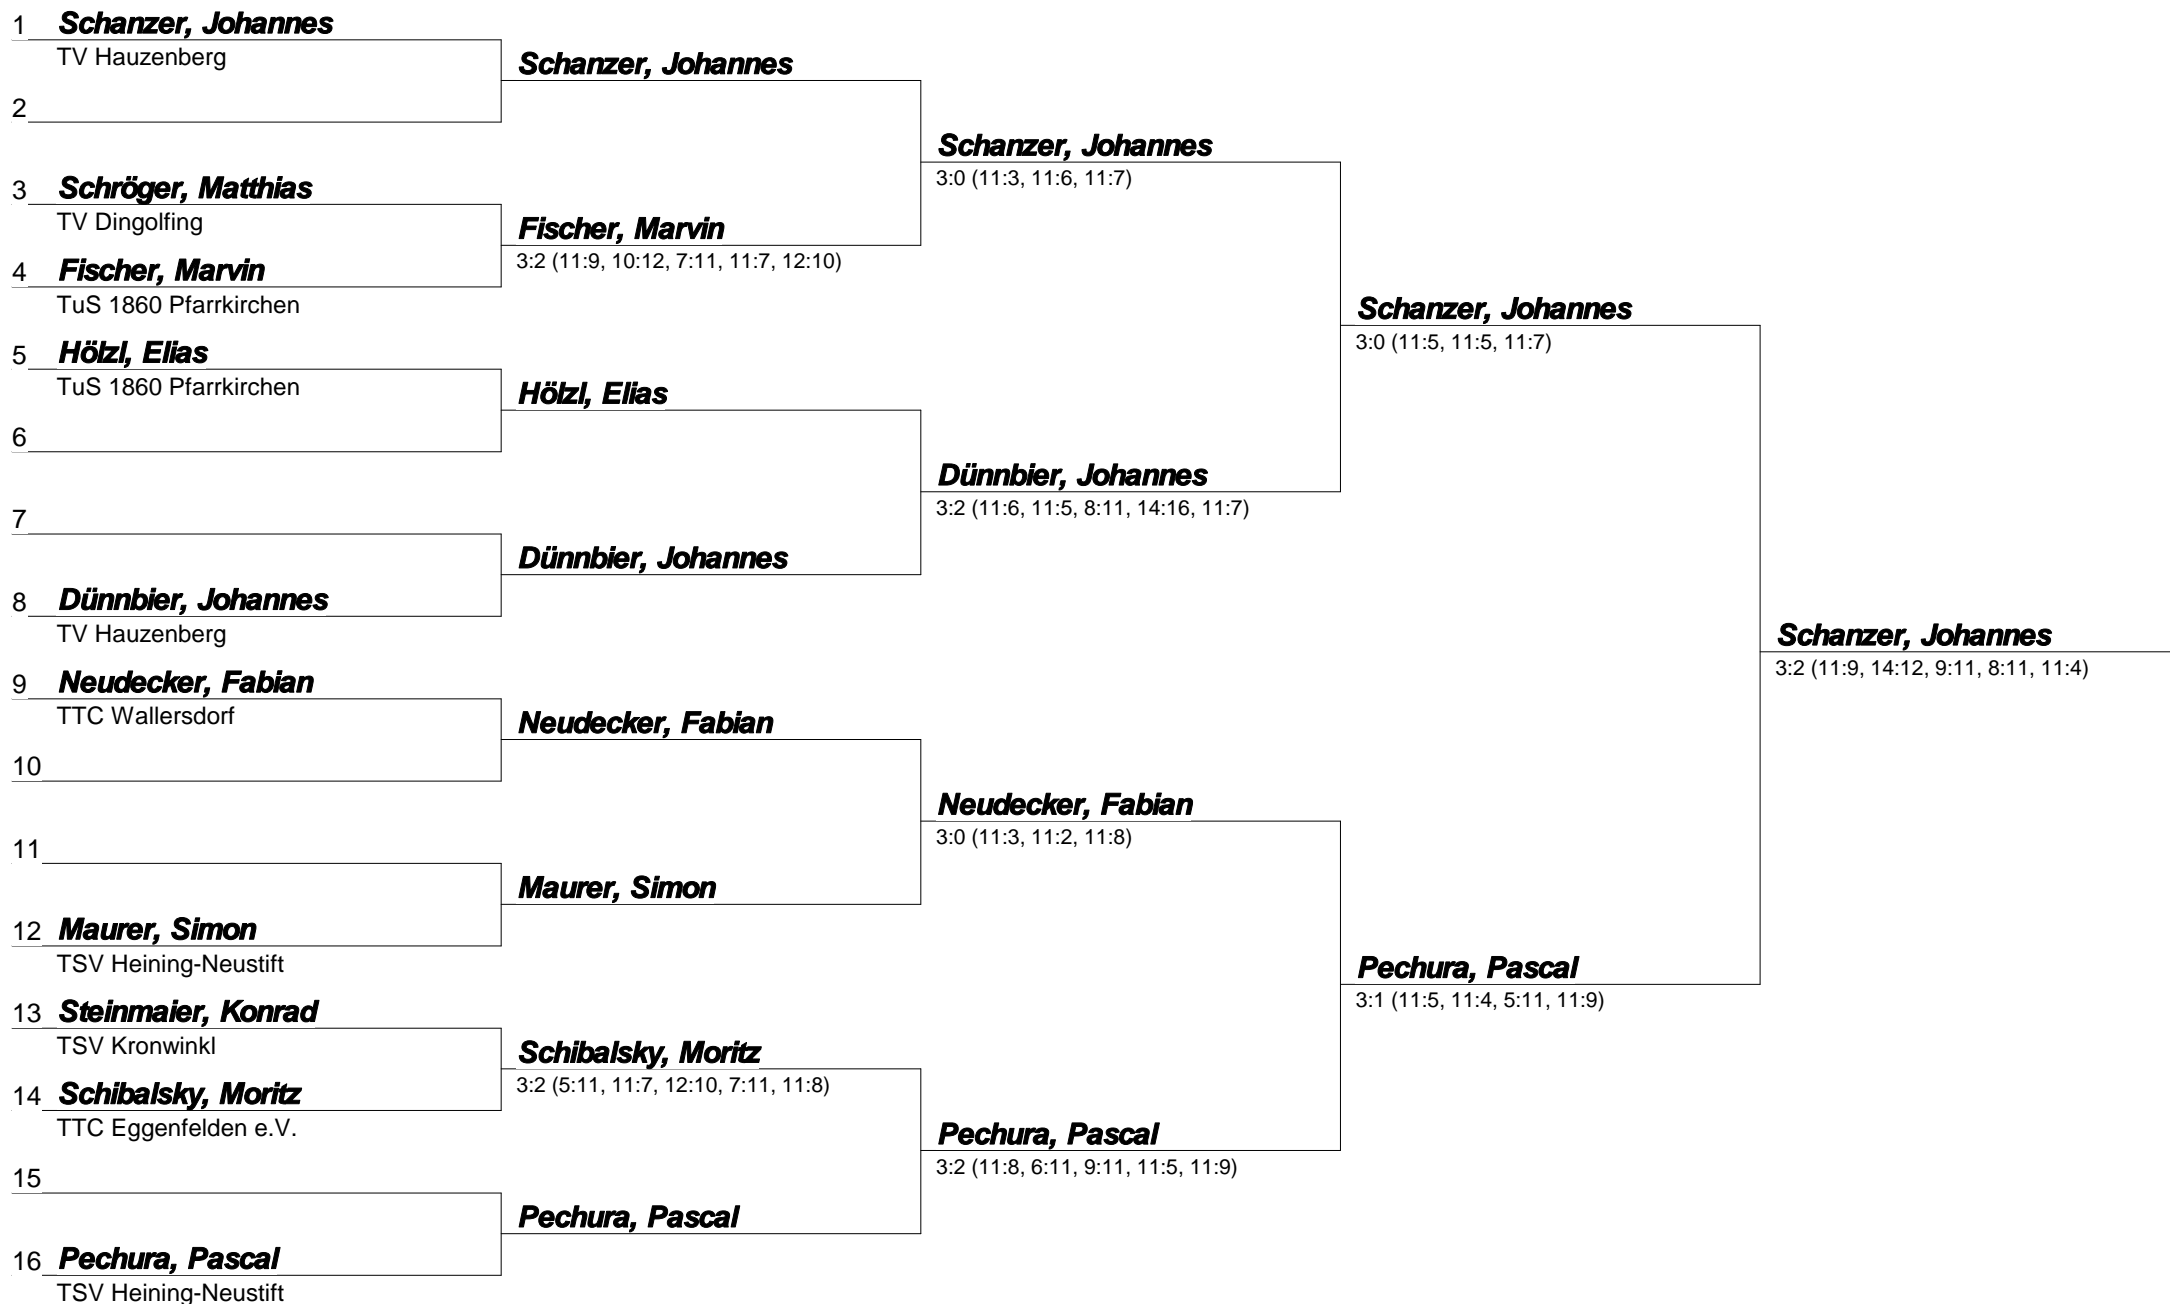 1 Schanzer, Johannes
TV Hauzenberg
Schanzer, Johannes
2
Schanzer, Johannes
3:0 (11:3, 11:6, 11:7)
3 Schröger, Matthias
TV Dingolfing
Fischer, Marvin
3:2 (11:9, 10:12, 7:11, 11:7, 12:10)
4 Fischer, Marvin
TuS 1860 Pfarrkirchen
Schanzer, Johannes
3:0 (11:5, 11:5, 11:7)
5 Hölzl, Elias
TuS 1860 Pfarrkirchen
Hölzl, Elias
6
Dünnbier, Johannes
3:2 (11:6, 11:5, 8:11, 14:16, 11:7)
7
Dünnbier, Johannes
8 Dünnbier, Johannes
TV Hauzenberg
Schanzer, Johannes
3:2 (11:9, 14:12, 9:11, 8:11, 11:4)
9 Neudecker, Fabian
TTC Wallersdorf
Neudecker, Fabian
10
Neudecker, Fabian
3:0 (11:3, 11:2, 11:8)
11
Maurer, Simon
12 Maurer, Simon
TSV Heining-Neustift
Pechura, Pascal
3:1 (11:5, 11:4, 5:11, 11:9)
13 Steinmaier, Konrad
TSV Kronwinkl
Schibalsky, Moritz
3:2 (5:11, 11:7, 12:10, 7:11, 11:8)
14 Schibalsky, Moritz
TTC Eggenfelden e.V.
Pechura, Pascal
3:2 (11:8, 6:11, 9:11, 11:5, 11:9)
15
Pechura, Pascal
16 Pechura, Pascal
TSV Heining-Neustift